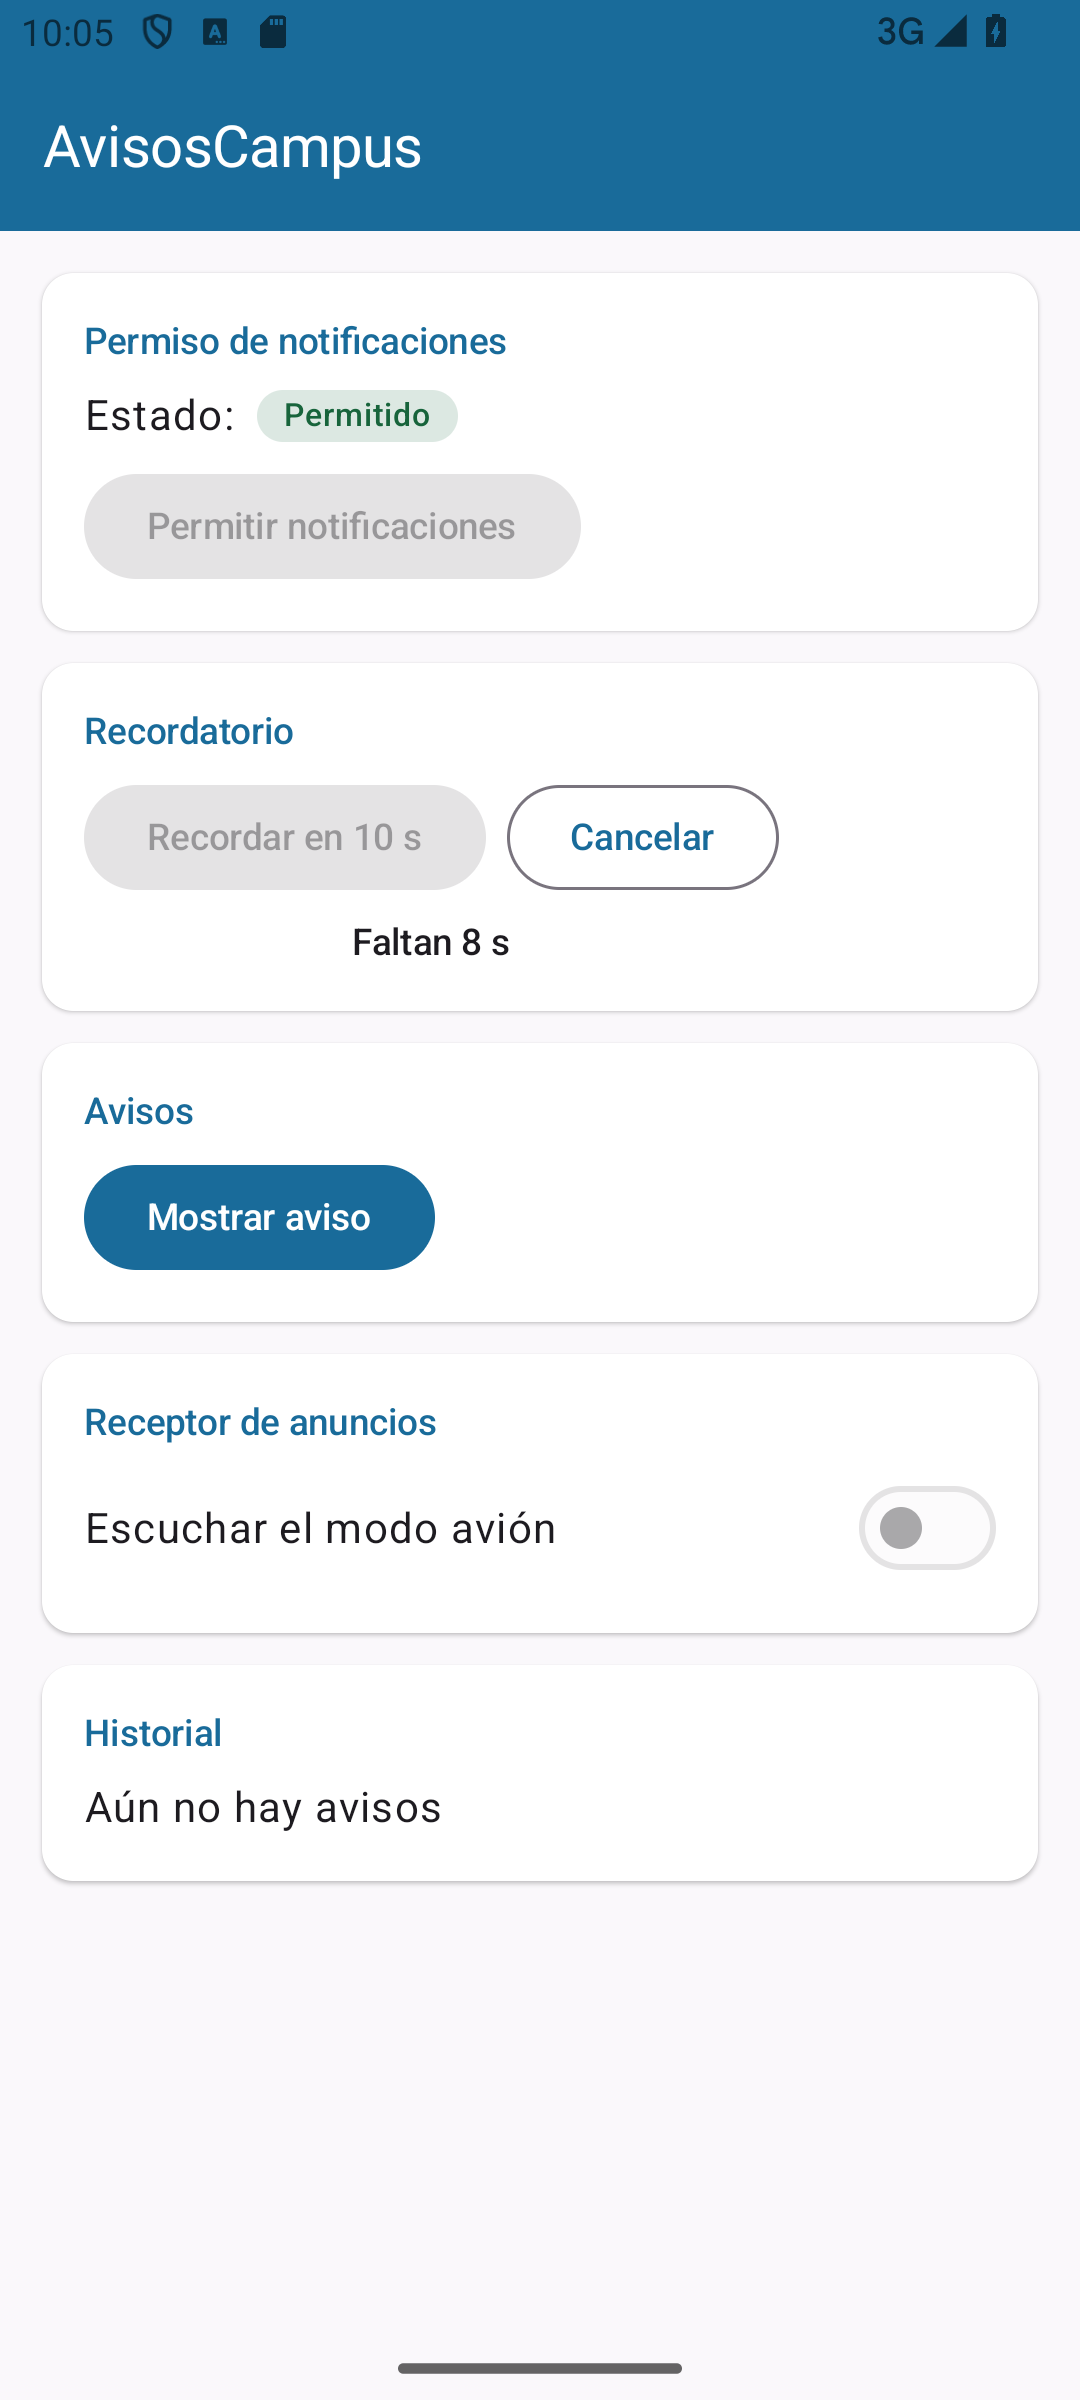 10:05 3G
AvisosCampus
Permiso de notificaciones
Estado: Permitido
Permitir notificaciones
Recordatorio
Recordar en 10 s Cancelar
Faltan 8 s
Avisos
Mostrar aviso
Receptor de anuncios
Escuchar el modo avión
Historial
Aún no hay avisos